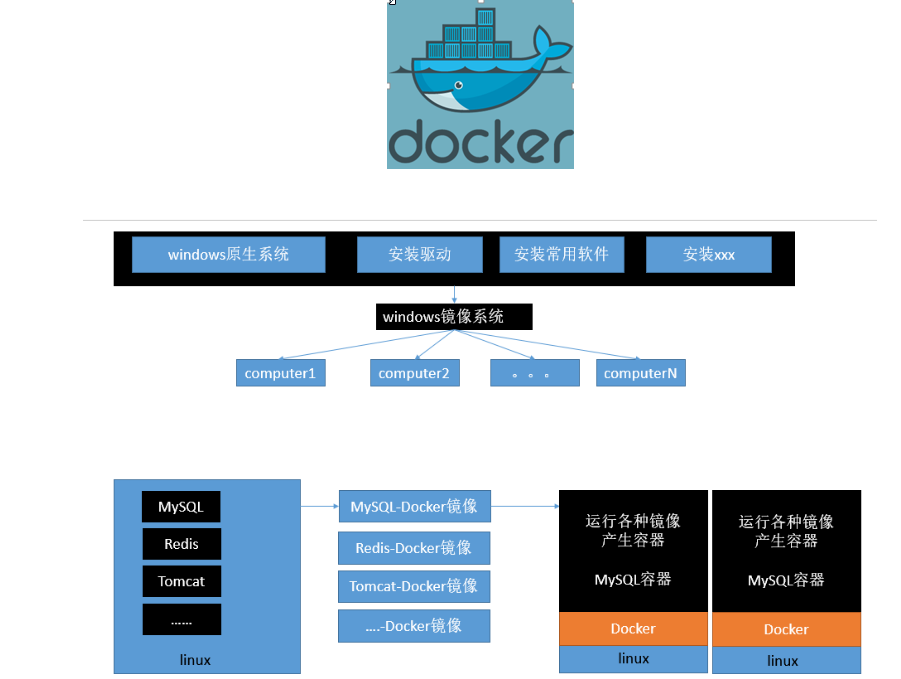 docker
windows原生系统
安装驱动
安装常用软件
安装xxx
windows镜像系统
computer1
computer2
。。。
computerN
MySQL
Redis
Tomcat
......
linux
MySQL-Docker镜像
Redis-Docker镜像
Tomcat-Docker镜像
....-Docker镜像
运行各种镜像
产生容器
MySQL容器
Docker
linux
运行各种镜像
产生容器
MySQL容器
Docker
linux